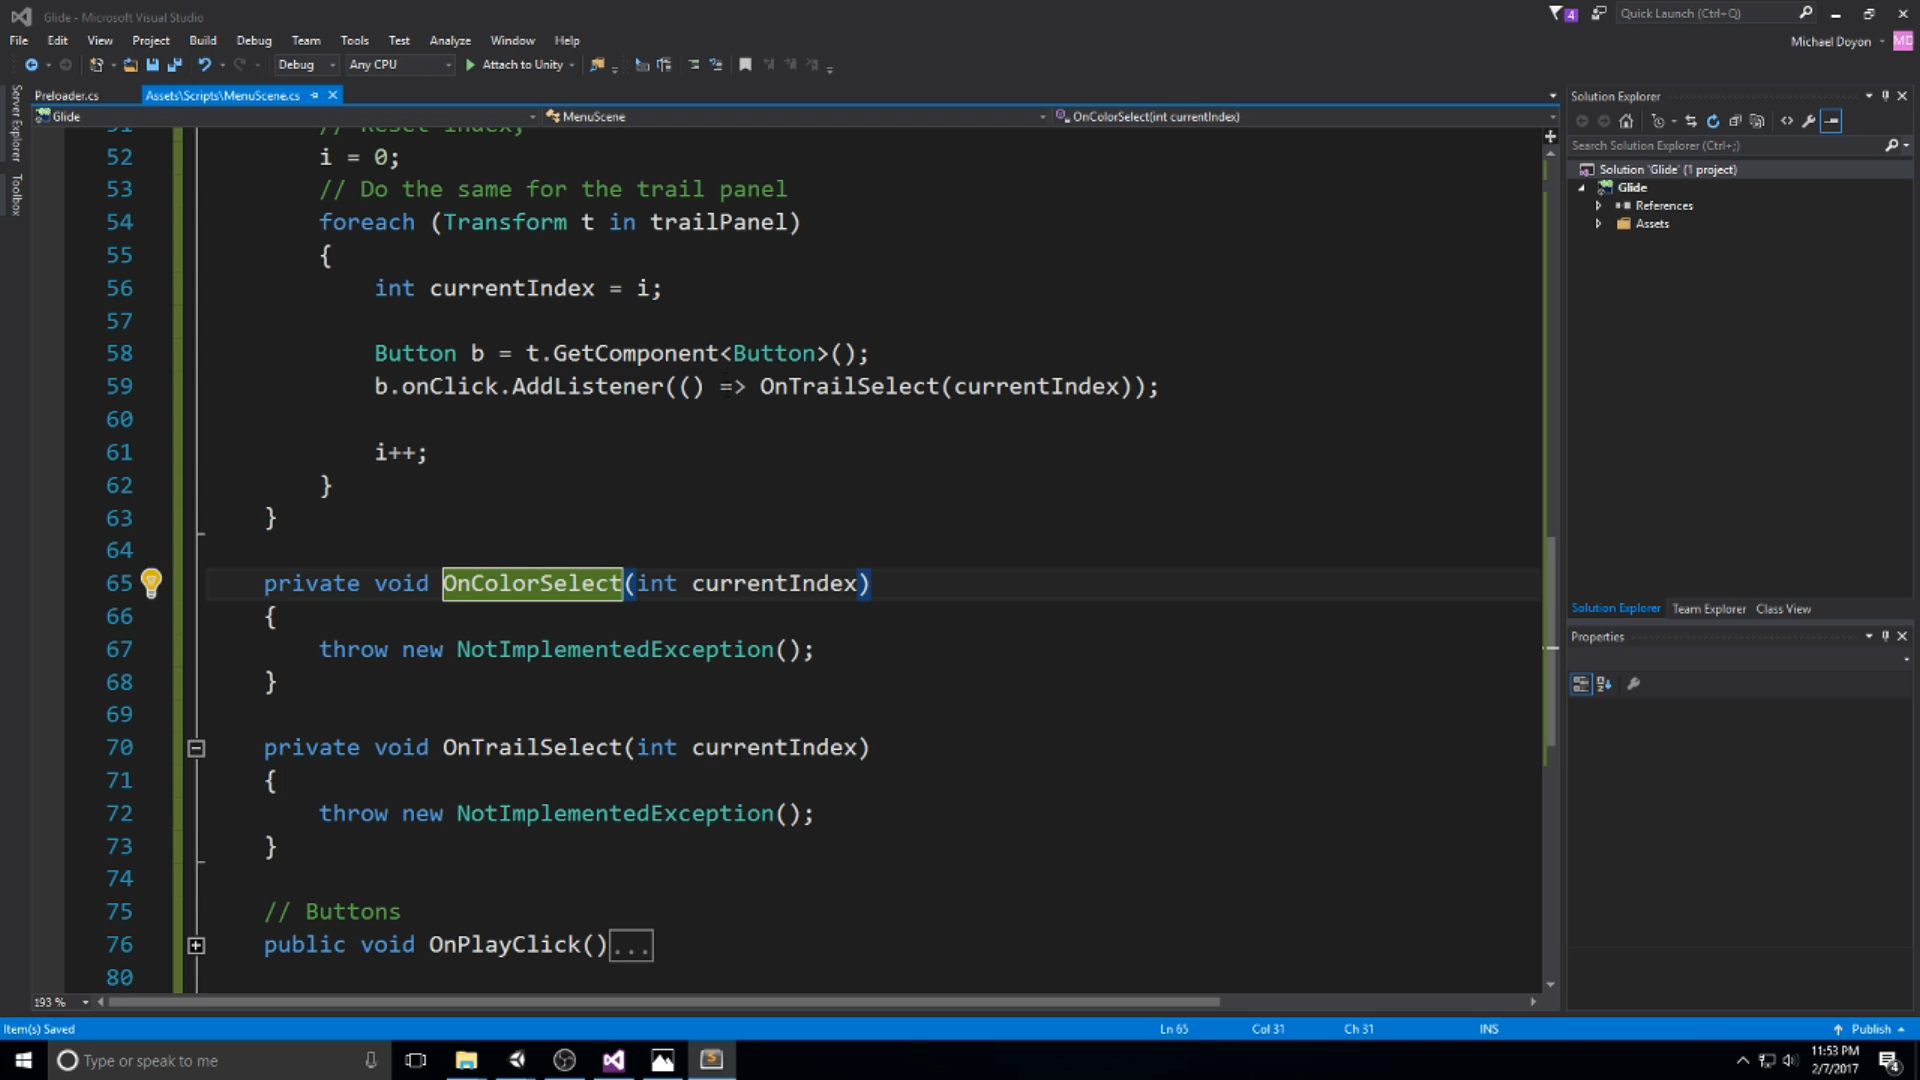 Glide - Microsoft Visual Studio
4
Quick Launch (Ctrl+Q)
File Edit View Project Build Debug Team Tools Test Analyze Window Help
Michael Doyon
MD
Debug Any CPU Attach to Unity
Server Explorer
Toolbox
Preloader.cs Assets\Scripts\MenuScene.cs
Glide MenuScene OnColorSelect(int currentIndex)
51 // Reset index;
52 i = 0;
53 // Do the same for the trail panel
54 foreach (Transform t in trailPanel)
55 {
56 int currentIndex = i;
57
58 Button b = t.GetComponent<Button>();
59 b.onClick.AddListener(() => OnTrailSelect(currentIndex));
60
61 i++;
62 }
63 }
64
65 private void OnColorSelect(int currentIndex)
66 {
67 throw new NotImplementedException();
68 }
69
70 private void OnTrailSelect(int currentIndex)
71 {
72 throw new NotImplementedException();
73 }
74
75 // Buttons
76 public void OnPlayClick()...
80
193 %
Solution Explorer
Search Solution Explorer (Ctrl+;)
Solution 'Glide' (1 project)
Glide
References
Assets
Solution Explorer Team Explorer Class View
Properties
Item(s) Saved Ln 65 Col 31 Ch 31 INS Publish
Type or speak to me
11:53 PM
2/7/2017
4